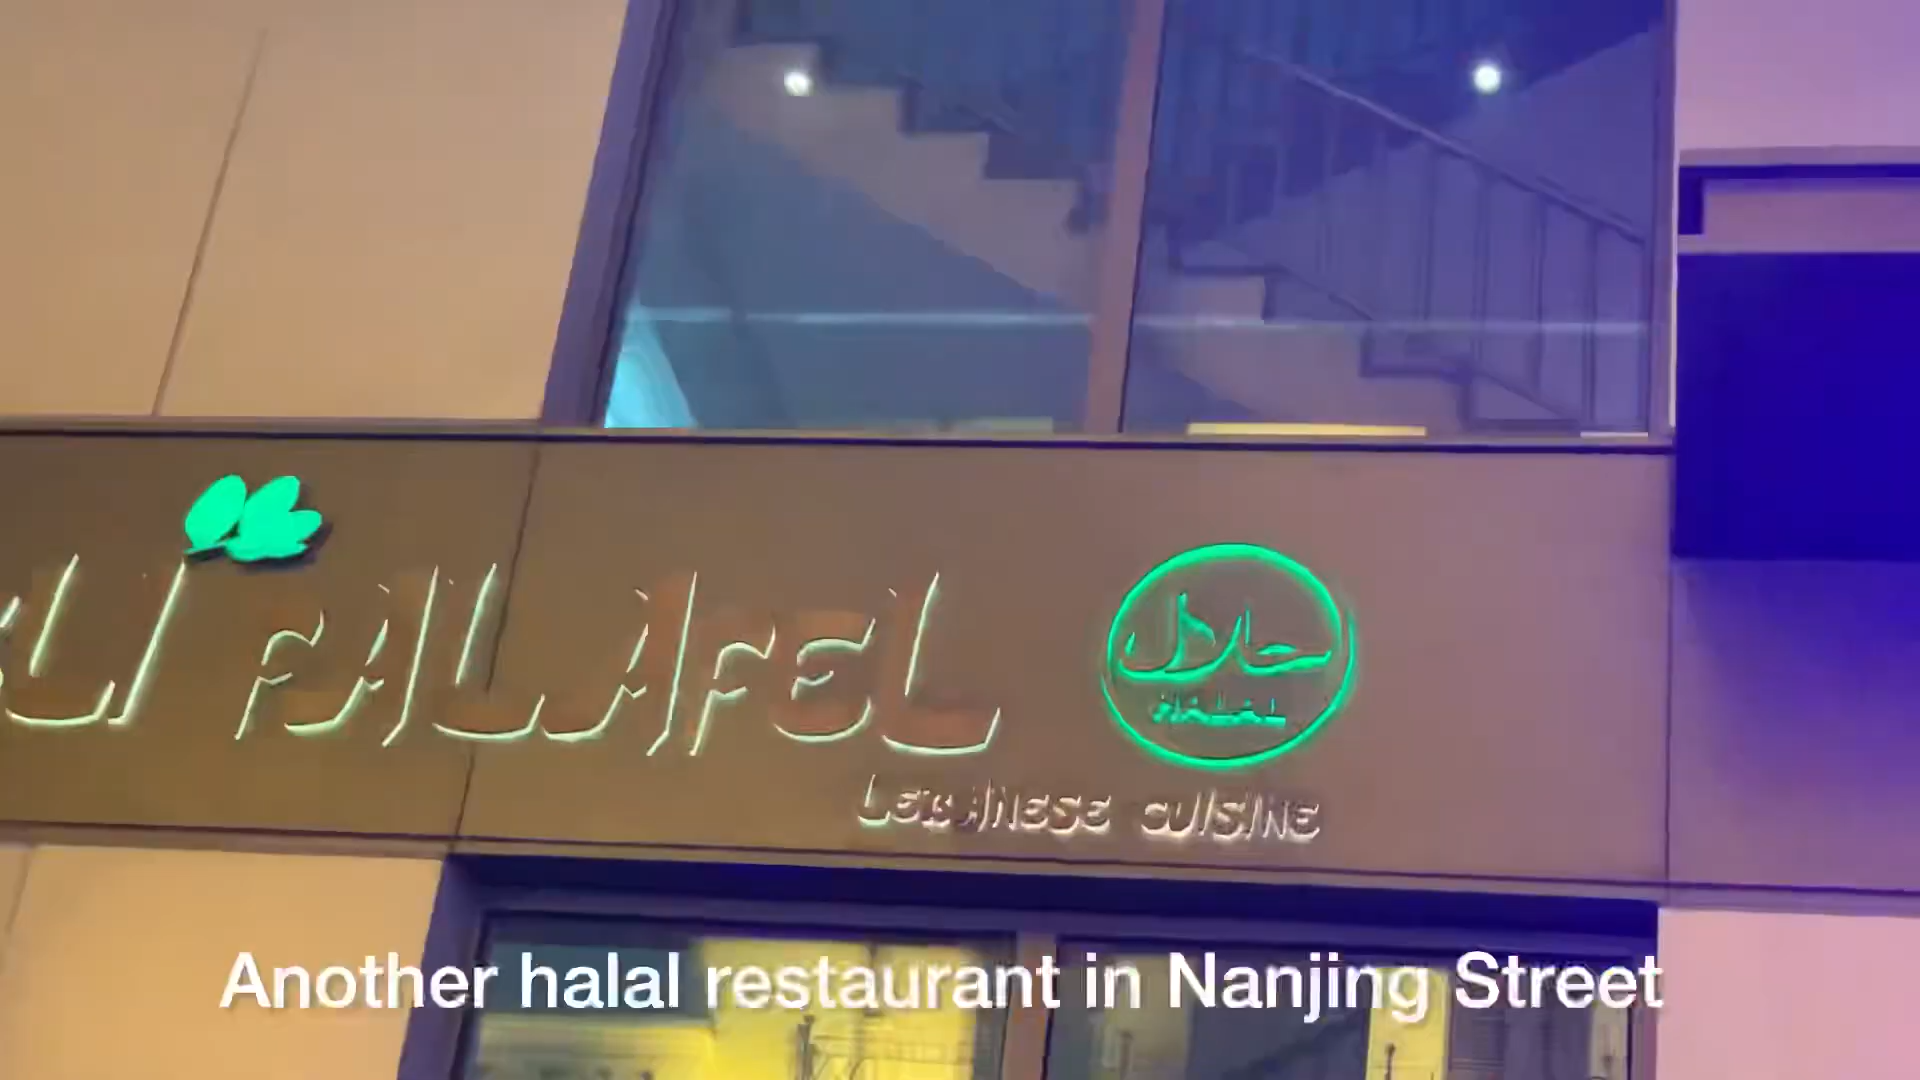 FALAFEL
حلال
HALAL
LEBANESE CUISINE
Another halal restaurant in Nanjing Street